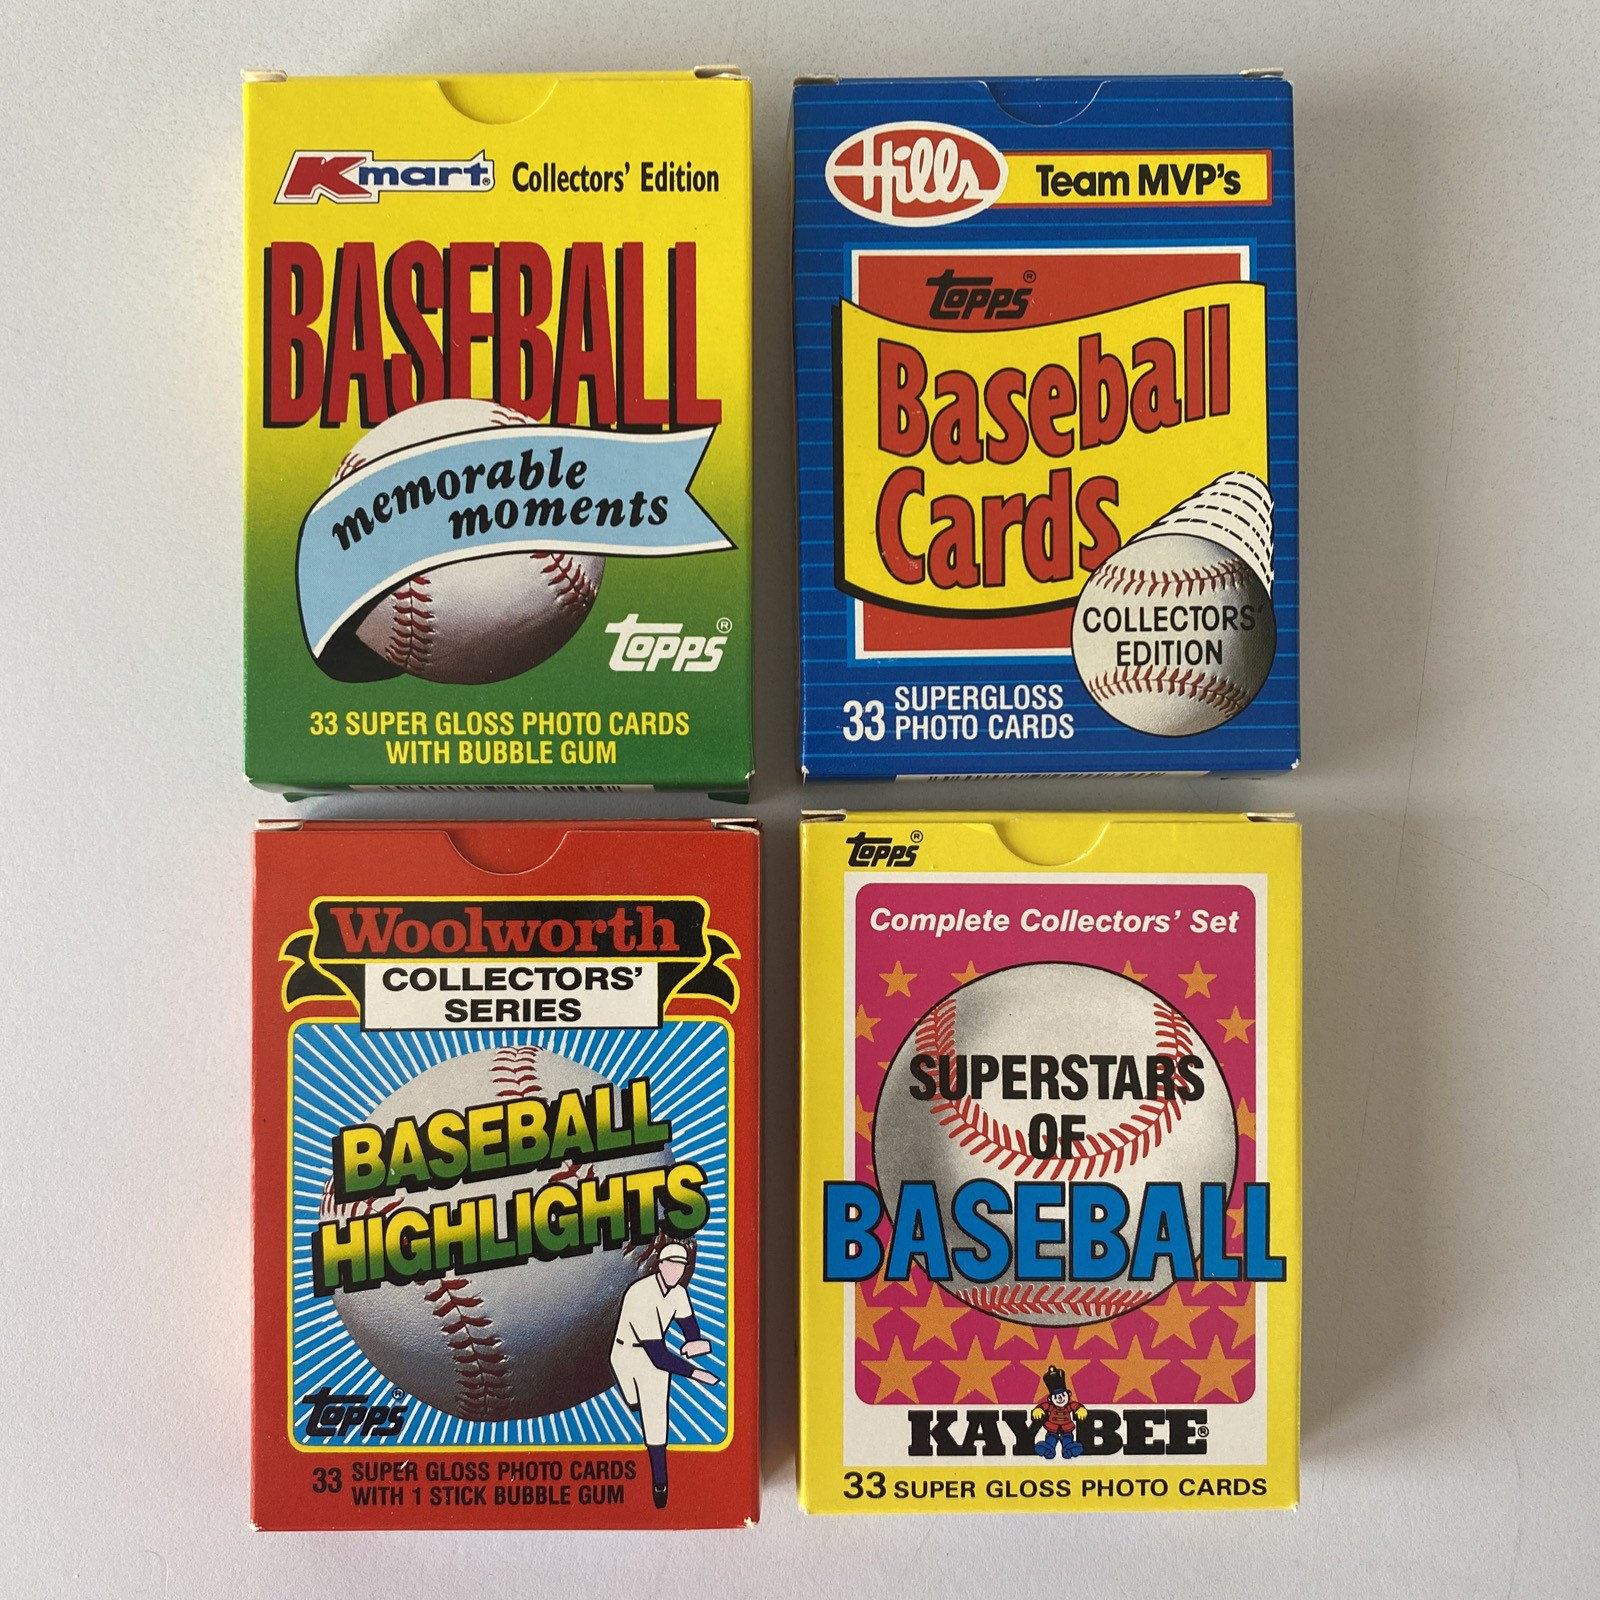 Kmart® Collectors' Edition
BASEBALL
memorable
moments
Topps®
33 SUPER GLOSS PHOTO CARDS
WITH BUBBLE GUM
Hills Team MVP's
Topps®
Baseball
Cards
COLLECTORS'
EDITION
33 SUPERGLOSS
PHOTO CARDS
Woolworth
COLLECTORS'
SERIES
BASEBALL
HIGHLIGHTS
Topps®
33 SUPER GLOSS PHOTO CARDS
WITH 1 STICK BUBBLE GUM
Topps®
Complete Collectors' Set
SUPERSTARS
OF
BASEBALL
KAY BEE®
33 SUPER GLOSS PHOTO CARDS